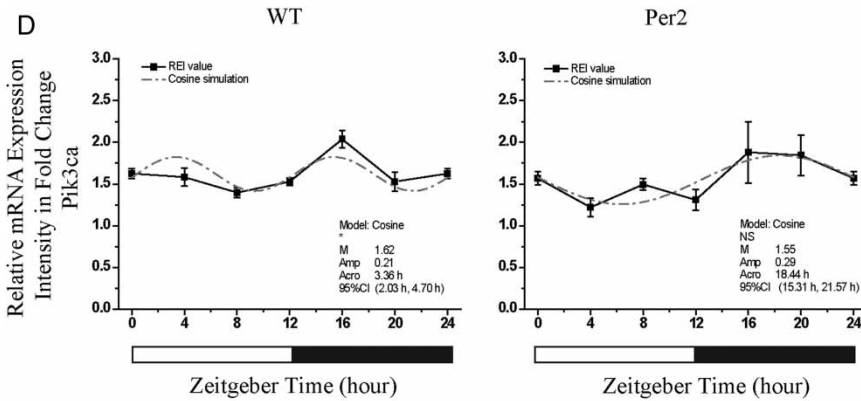 D
WT
Per2
Relative mRNA Expression
Intensity in Fold Change
Pik3ca
3.0
2.5
2.0
1.5
1.0
0.5
0.0
REI value
Cosine simulation
Model: Cosine
*
M 1.62
Amp 0.21
Acro 3.36 h
95%CI (2.03 h, 4.70 h)
0 4 8 12 16 20 24
Zeitgeber Time (hour)
3.0
2.5
2.0
1.5
1.0
0.5
0.0
REI value
Cosine simulation
Model: Cosine
NS
M 1.55
Amp 0.29
Acro 18.44 h
95%CI (15.31 h, 21.57 h)
0 4 8 12 16 20 24
Zeitgeber Time (hour)